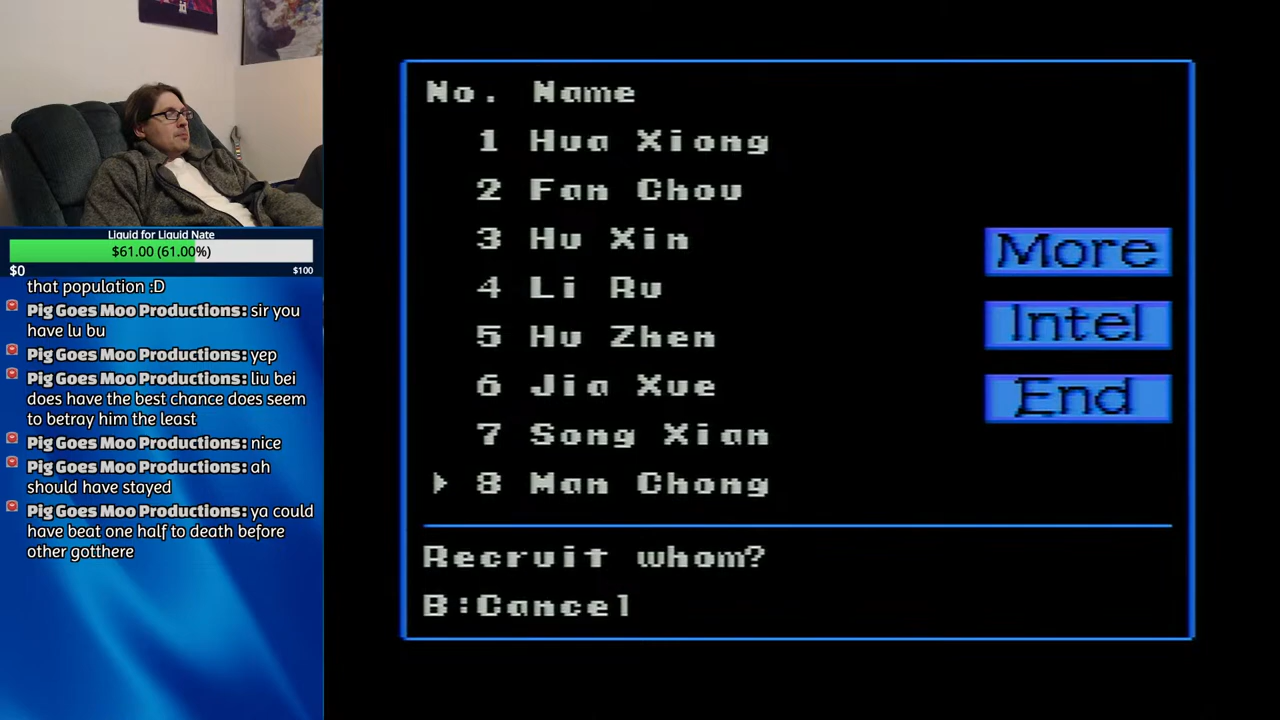 Liquid for Liquid Nate
$61.00 (61.00%)
$0
$100
that population :D
Pig Goes Moo Productions: sir you
have lu bu
Pig Goes Moo Productions: yep
Pig Goes Moo Productions: liu bei
does have the best chance does seem
to betray him the least
Pig Goes Moo Productions: nice
Pig Goes Moo Productions: ah
should have stayed
Pig Goes Moo Productions: ya could
have beat one half to death before
other gotthere
No. Name
1 Hua Xiong
2 Fan Chou
3 Hu Xin
4 Li Ru
5 Hu Zhen
6 Jia Xue
7 Song Xian
8 Man Chong
More
Intel
End
Recruit whom?
B:Cancel